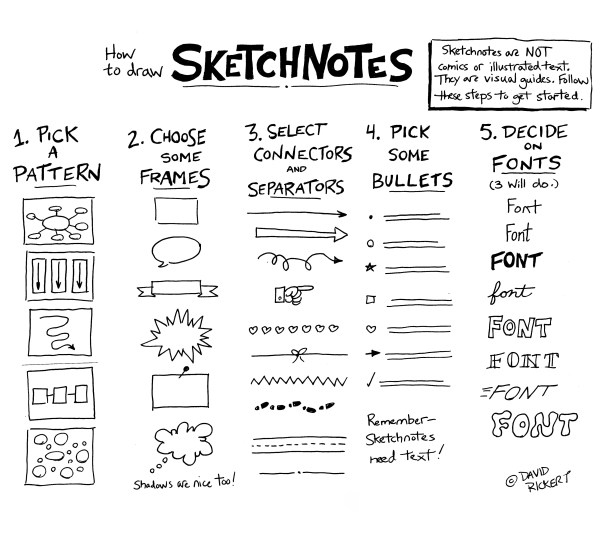 How
to draw
SKETCHNOTES
Sketchnotes are NOT
comics or illustrated text.
They are visual guides. Follow
these steps to get started.
1. PICK
A
PATTERN
2. CHOOSE
SOME
FRAMES
Shadows are nice too!
3. SELECT
CONNECTORS
AND
SEPARATORS
4. PICK
SOME
BULLETS
Remember-
Sketchnotes
need text!
5. DECIDE
ON
FONTS
(3 will do.)
Font
Font
FONT
font
FONT
FONT
FONT
FONT
© DAVID
RICKERT